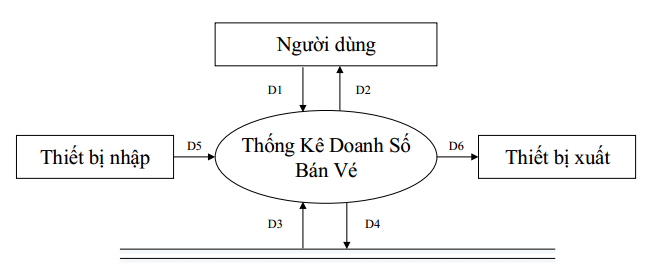 Người dùng
D1
D2
Thiết bị nhập
D5
Thống Kê Doanh Số
Bán Vé
D6
Thiết bị xuất
D3
D4